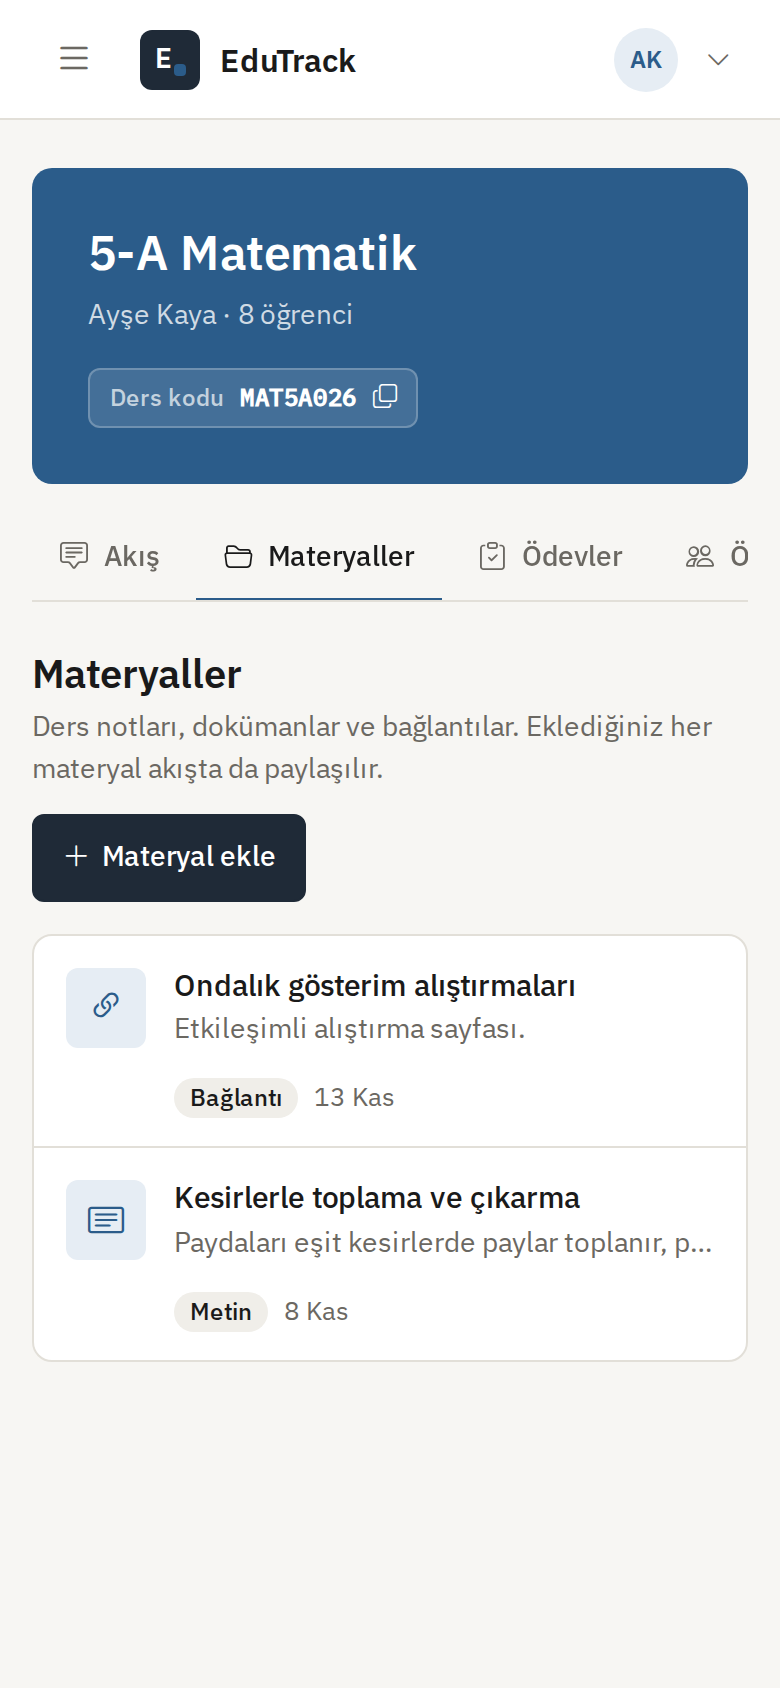 E
EduTrack
AK
5-A Matematik
Ayşe Kaya · 8 öğrenci
Ders kodu MAT5A026
Akış
Materyaller
Ödevler
Ö
Materyaller
Ders notları, dokümanlar ve bağlantılar. Eklediğiniz her
materyal akışta da paylaşılır.
Materyal ekle
Ondalık gösterim alıştırmaları
Etkileşimli alıştırma sayfası.
Bağlantı 13 Kas
Kesirlerle toplama ve çıkarma
Paydaları eşit kesirlerde paylar toplanır, p...
Metin 8 Kas